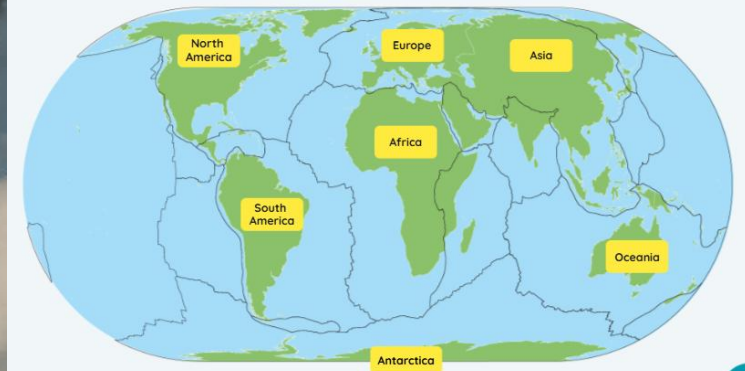 North
America
Europe
Asia
Africa
South
America
Oceania
Antarctica